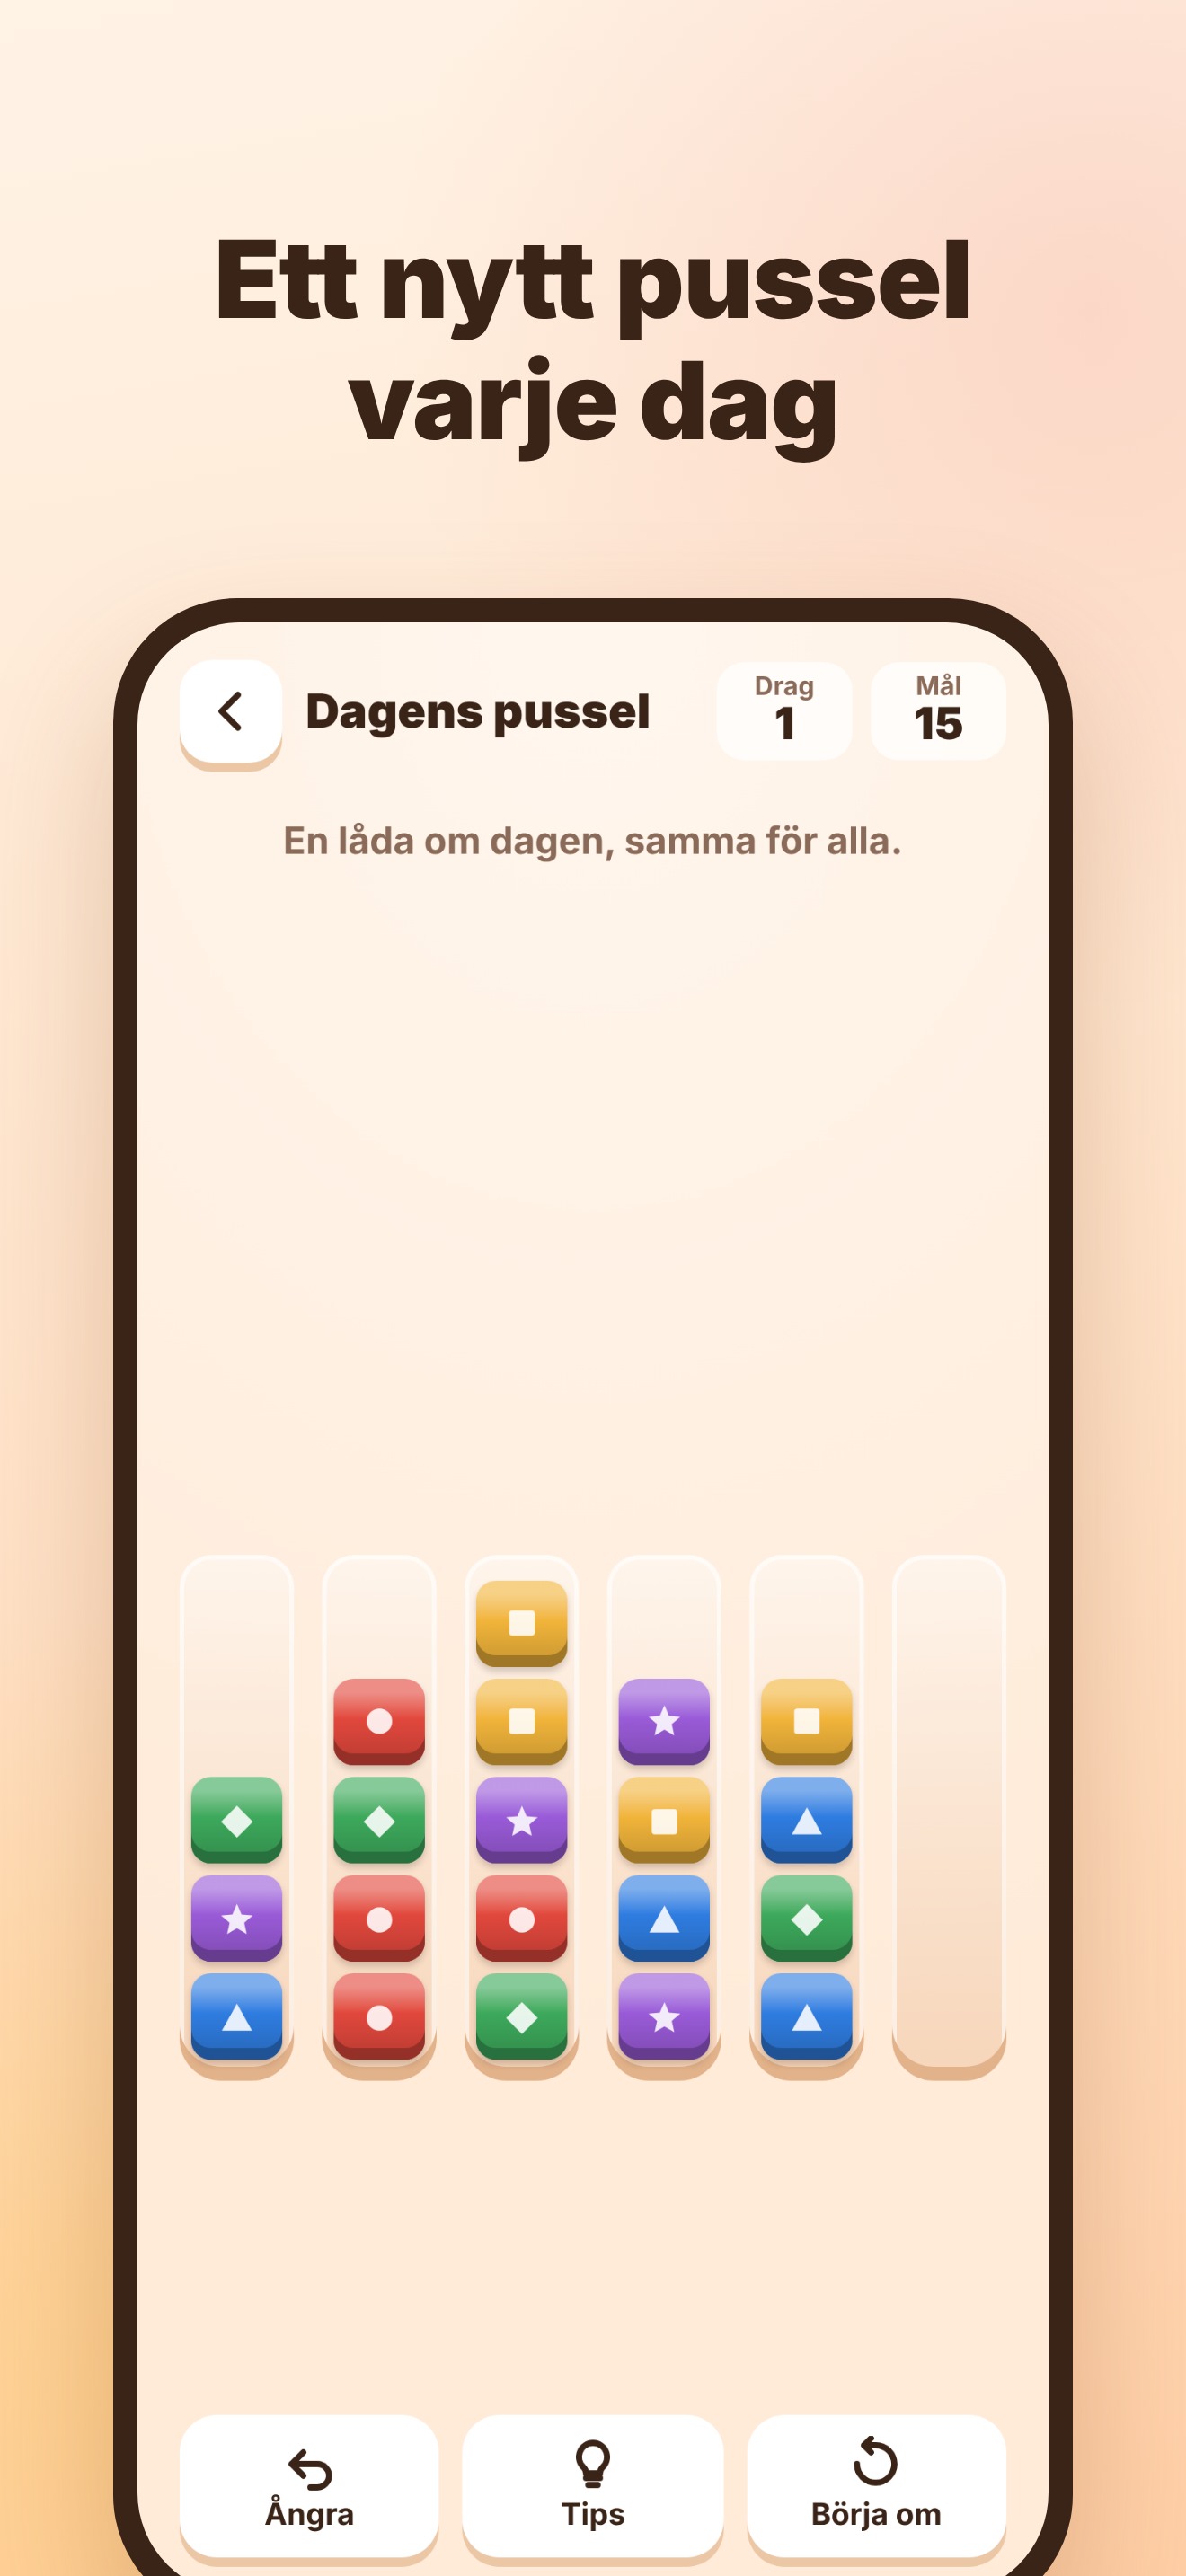 Ett nytt pussel
varje dag
Dagens pussel
Drag
1
Mål
15
En låda om dagen, samma för alla.
Ångra
Tips
Börja om